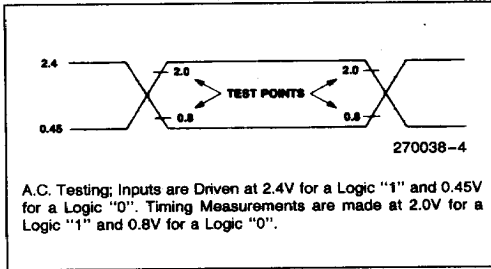 2.4
2.0
TEST POINTS
2.0
0.8
0.8
0.45
270038-4
A.C. Testing; Inputs are Driven at 2.4V for a Logic "1" and 0.45V
for a Logic "0". Timing Measurements are made at 2.0V for a
Logic "1" and 0.8V for a Logic "0".